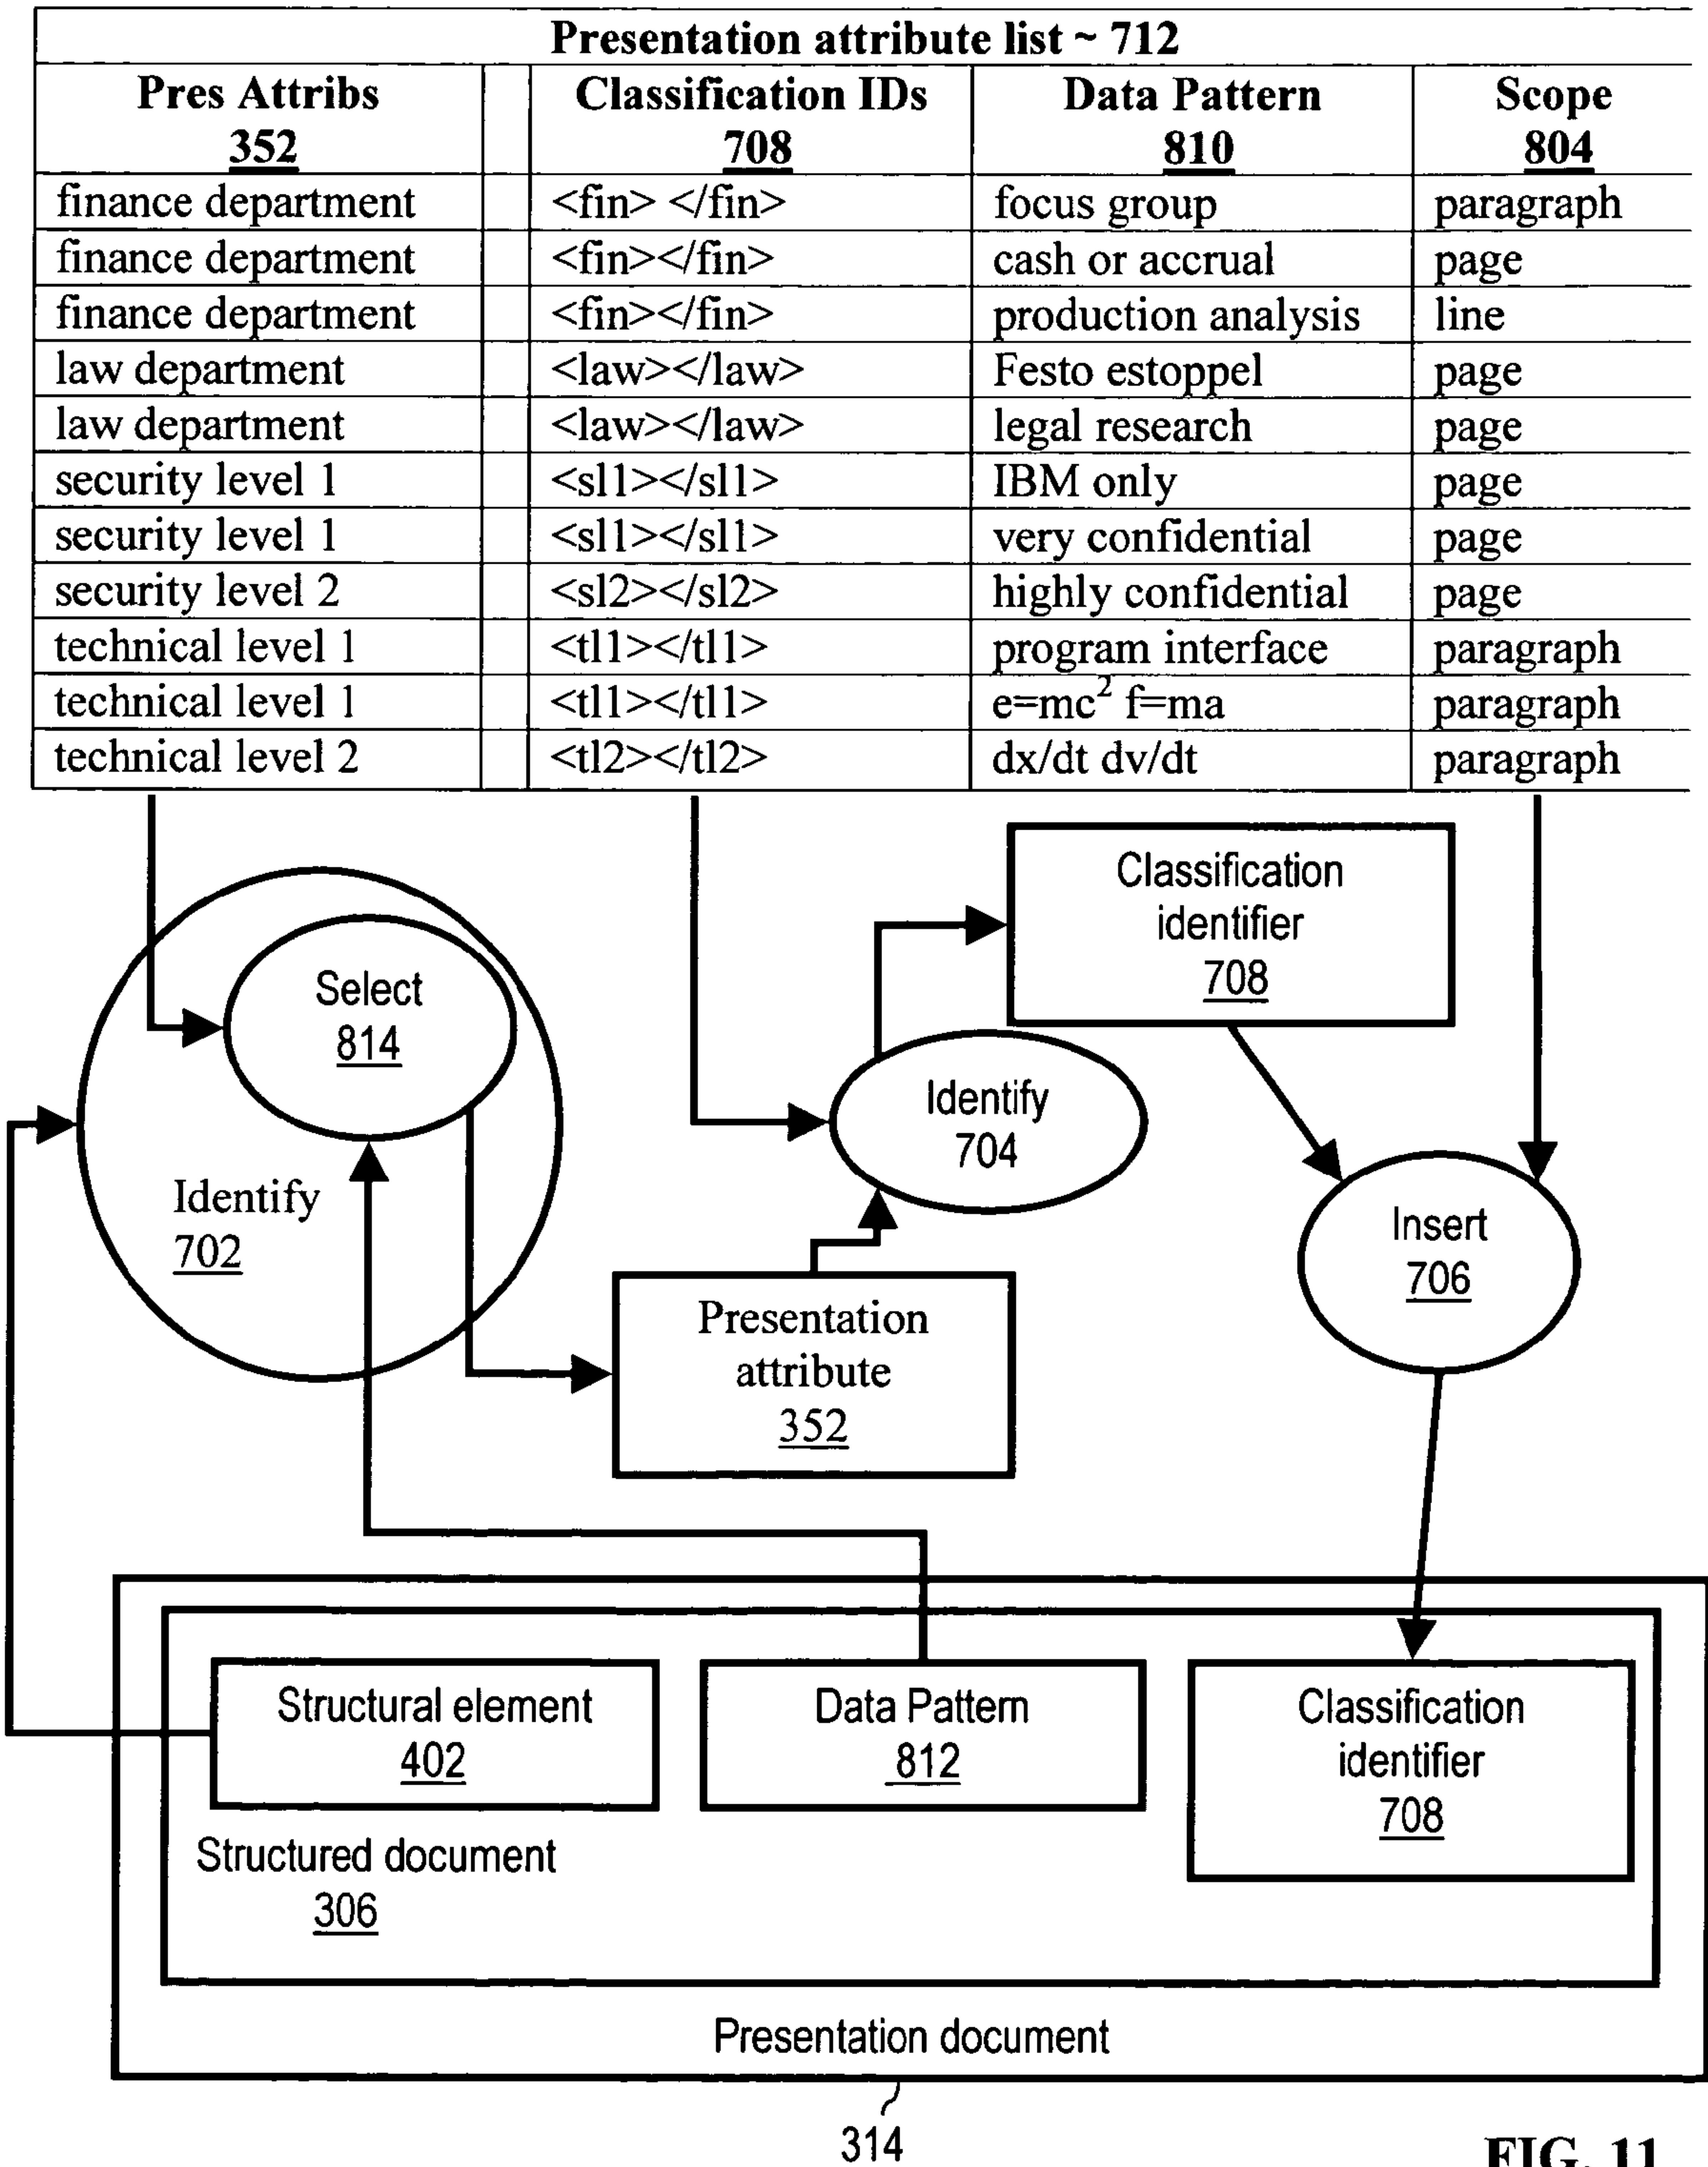 Presentation attribute list ~ 712
Pres Attribs Classification IDs Data Pattern Scope
352 708 810 804
finance department <fin> </fin> focus group paragraph
finance department <fin></fin> cash or accrual page
finance department <fin></fin> production analysis line
law department <law></law> Festo estoppel page
law department <law></law> legal research page
security level 1 <sl1></sl1> IBM only page
security level 1 <sl1></sl1> very confidential page
security level 2 <sl2></sl2> highly confidential page
technical level 1 <tl1></tl1> program interface paragraph
technical level 1 <tl1></tl1> e=mc² f=ma paragraph
technical level 2 <tl2></tl2> dx/dt dv/dt paragraph
Classification
identifier
708
Select
814
Identify
704
Identify
702
Insert
706
Presentation
attribute
352
Structural element
402
Data Pattern
812
Classification
identifier
708
Structured document
306
Presentation document
314
FIG. 11